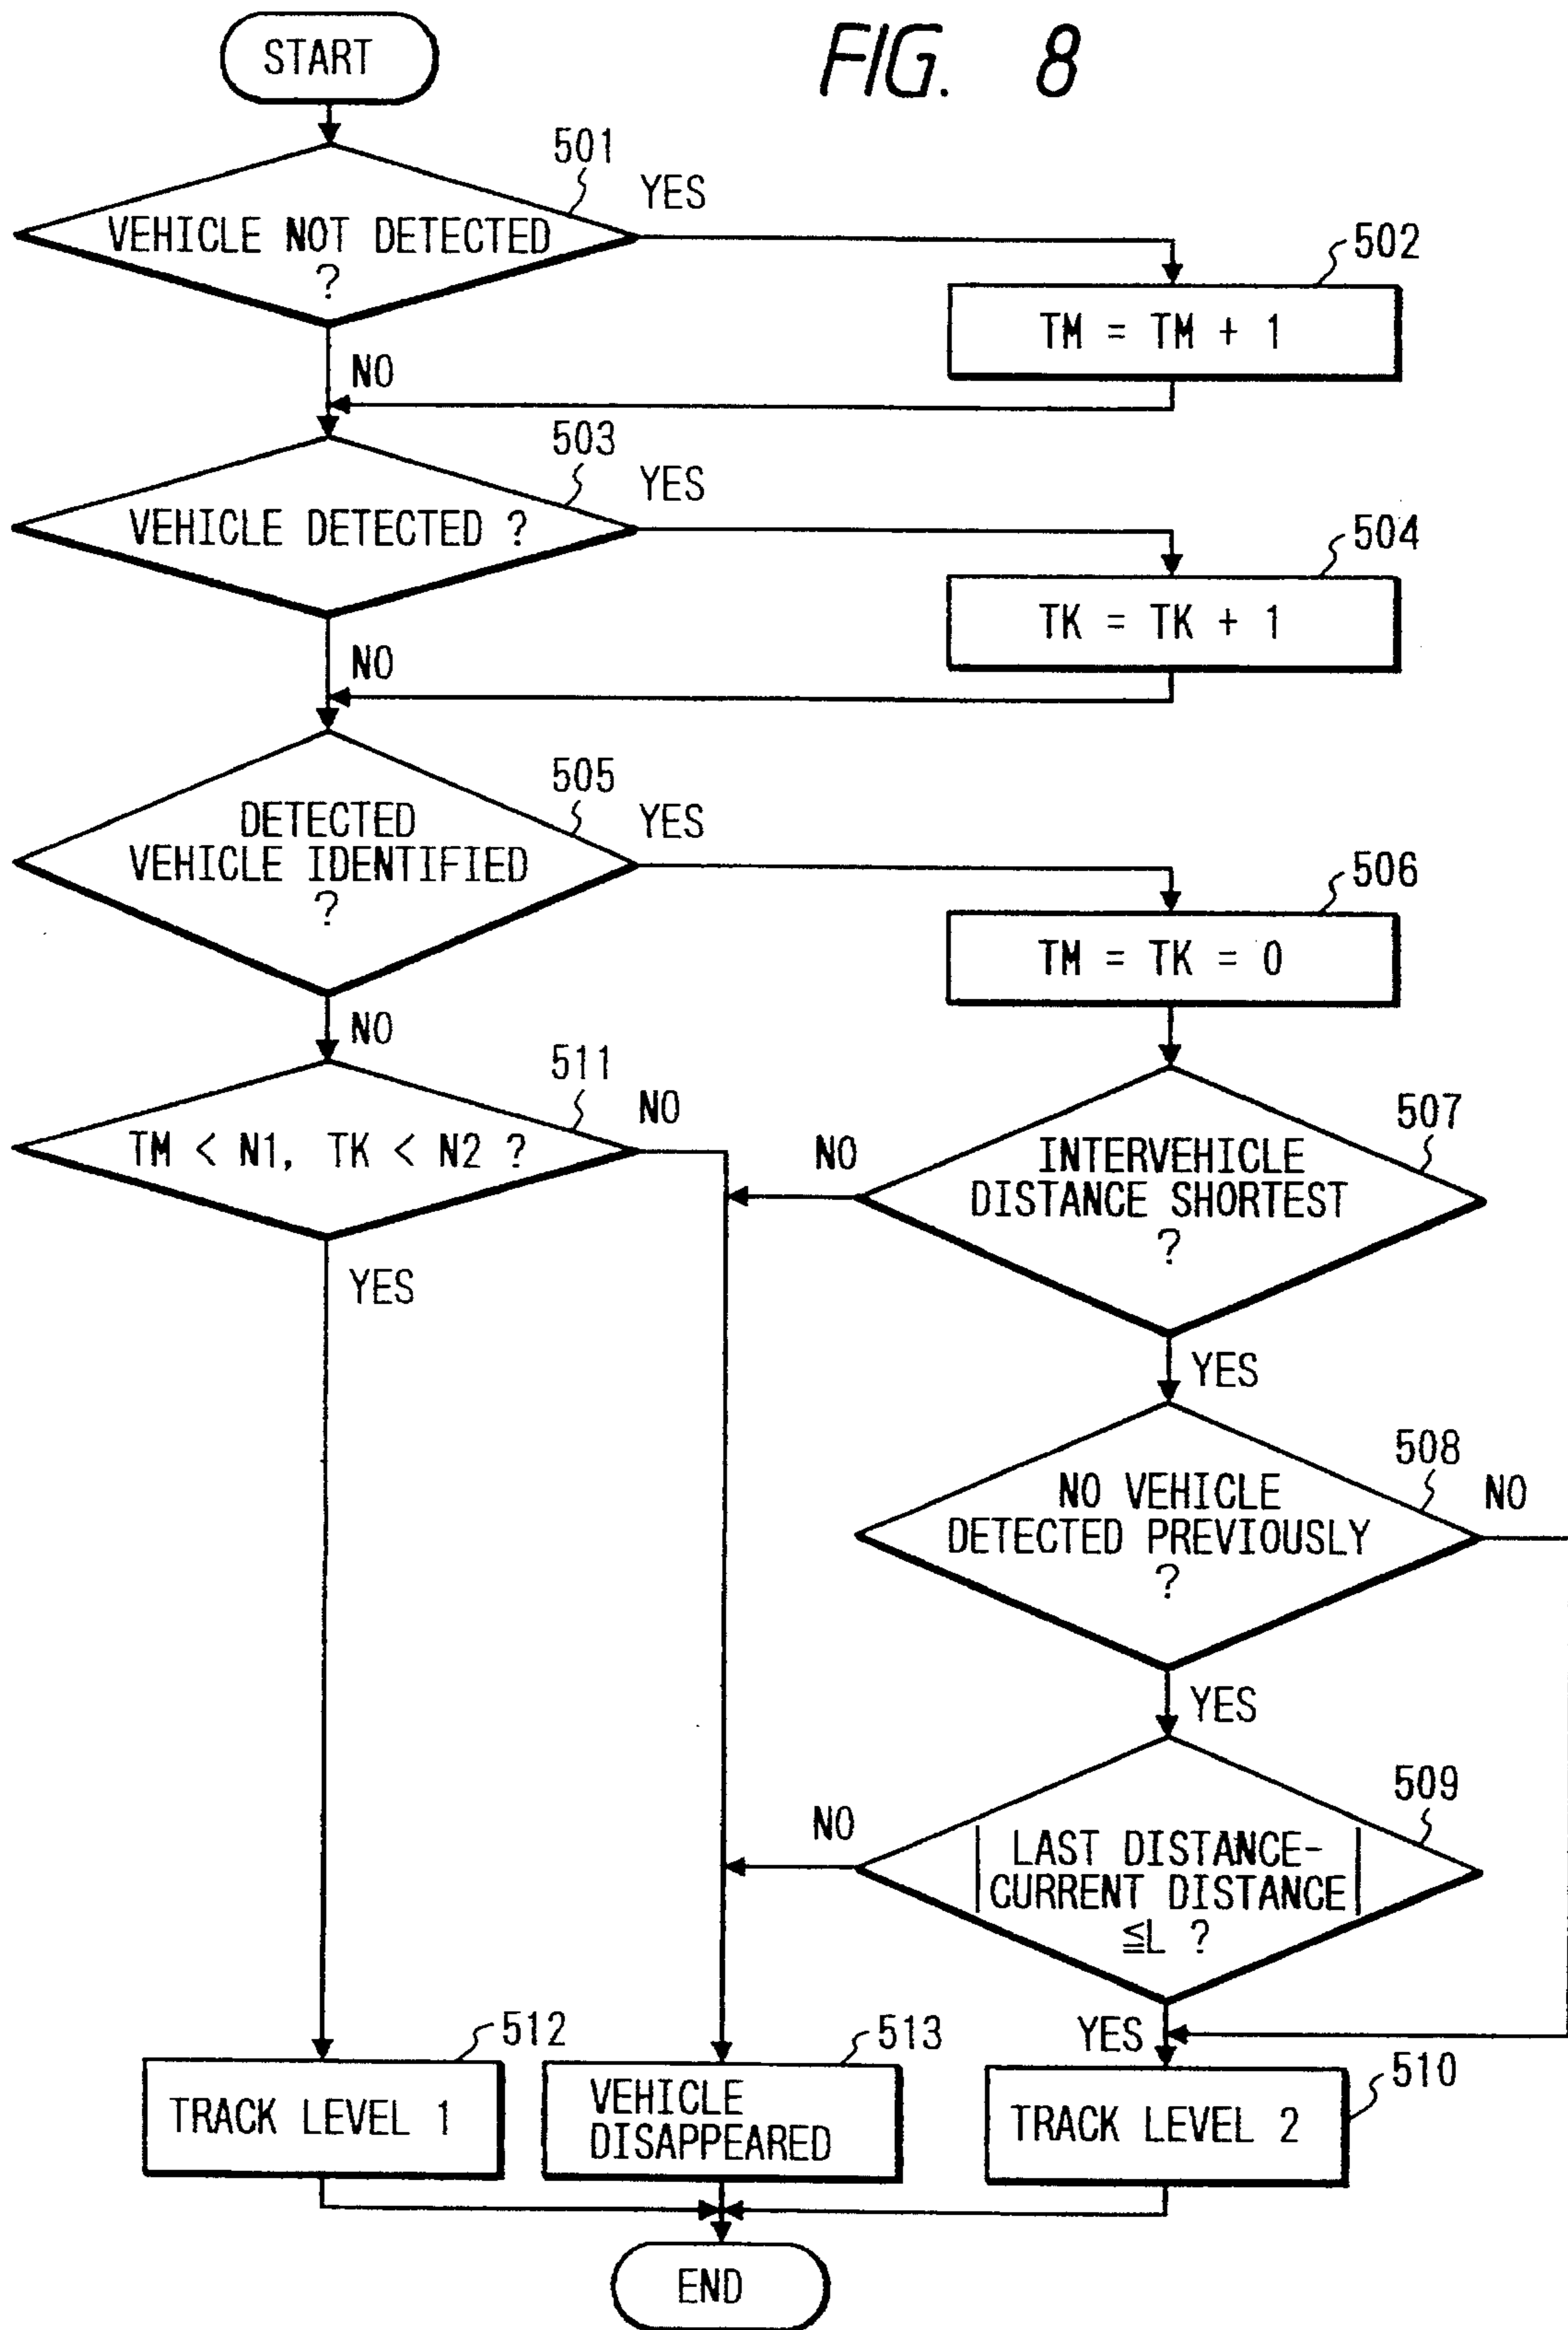 FIG. 8
START
501
VEHICLE NOT DETECTED
?
YES
502
TM = TM + 1
NO
503
VEHICLE DETECTED ?
YES
504
TK = TK + 1
NO
505
DETECTED
VEHICLE IDENTIFIED
?
YES
506
TM = TK = 0
NO
511
TM < N1, TK < N2 ?
NO
YES
507
INTERVEHICLE
DISTANCE SHORTEST
?
NO
YES
508
NO VEHICLE
DETECTED PREVIOUSLY
?
NO
YES
509
| LAST DISTANCE-
CURRENT DISTANCE |
≦L ?
NO
YES
512
TRACK LEVEL 1
513
VEHICLE
DISAPPEARED
510
TRACK LEVEL 2
END